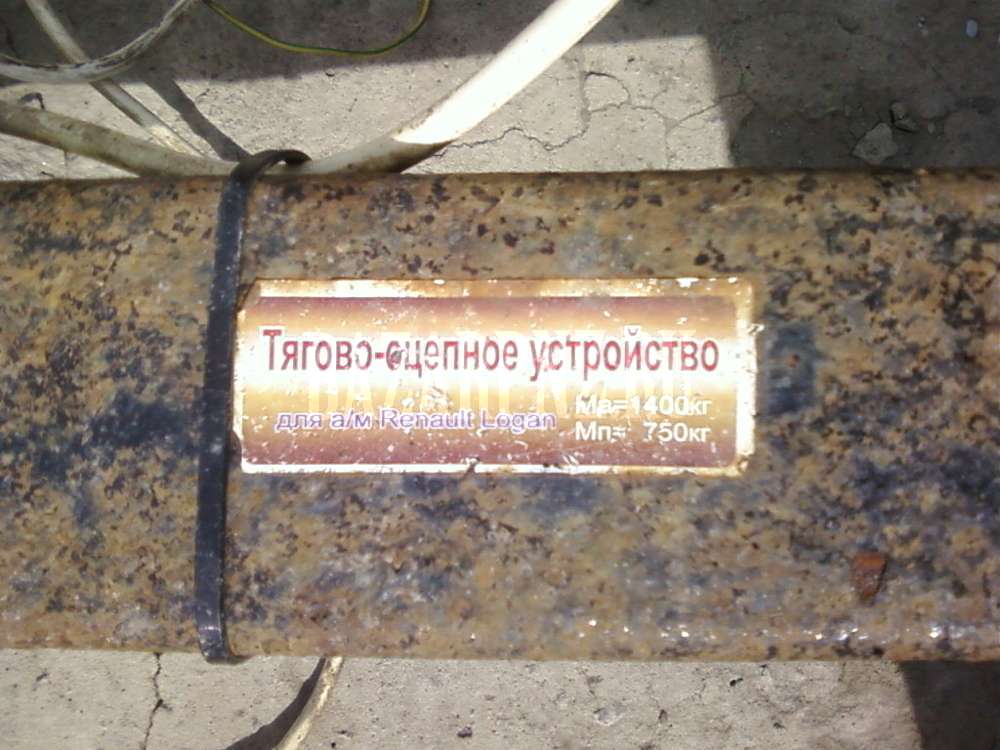 Тягово-сцепное устройство
для а/м Renault Logan
Ма=1400кг
Мп= 750кг